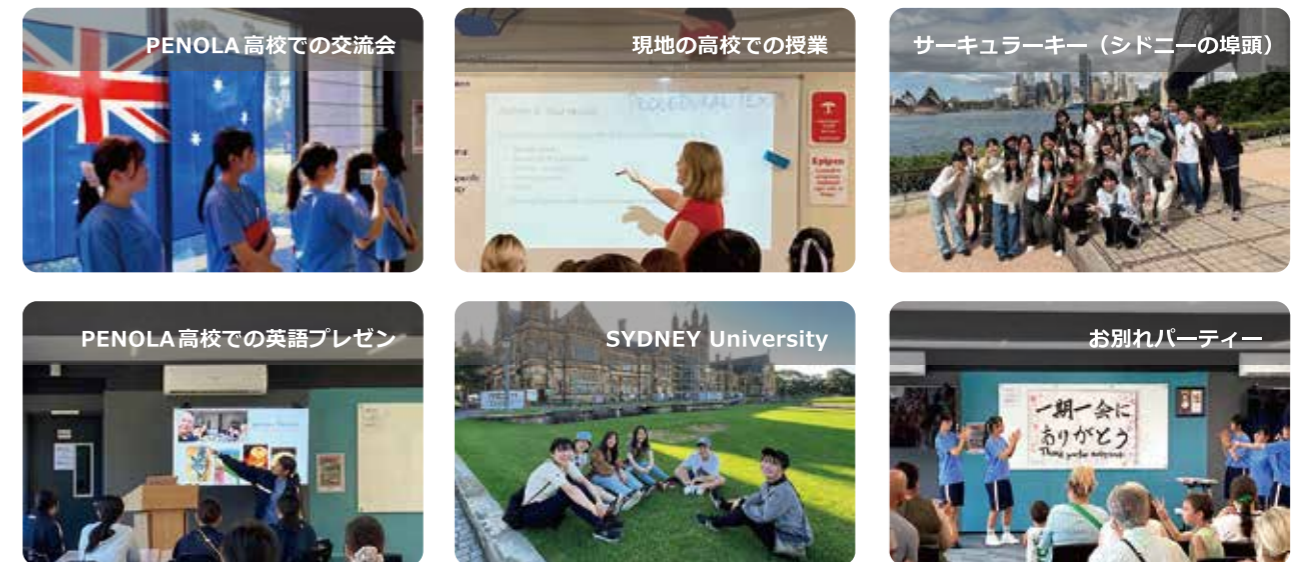 PENOLA高校での交流会
現地の高校での授業
PROCEDURAL TEXT
Epipen
サーキュラーキー（シドニーの埠頭）
PENOLA高校での英語プレゼン
SYDNEY University
お別れパーティー
一期一会に
ありがとう